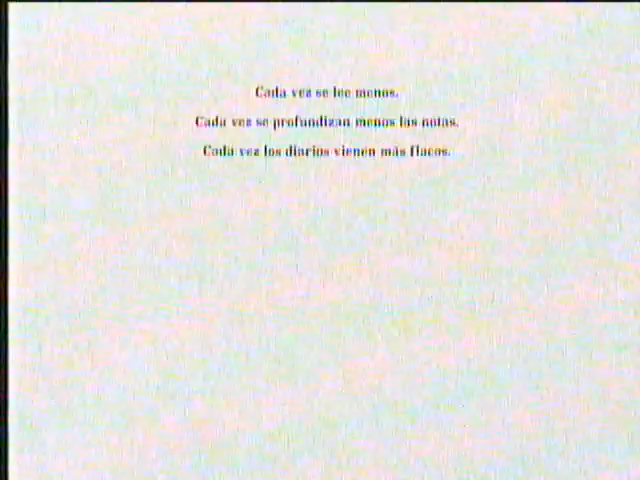 Cada vez se lee menos.
Cada vez se profundizan menos las notas.
Cada vez los diarios vienen más flacos.